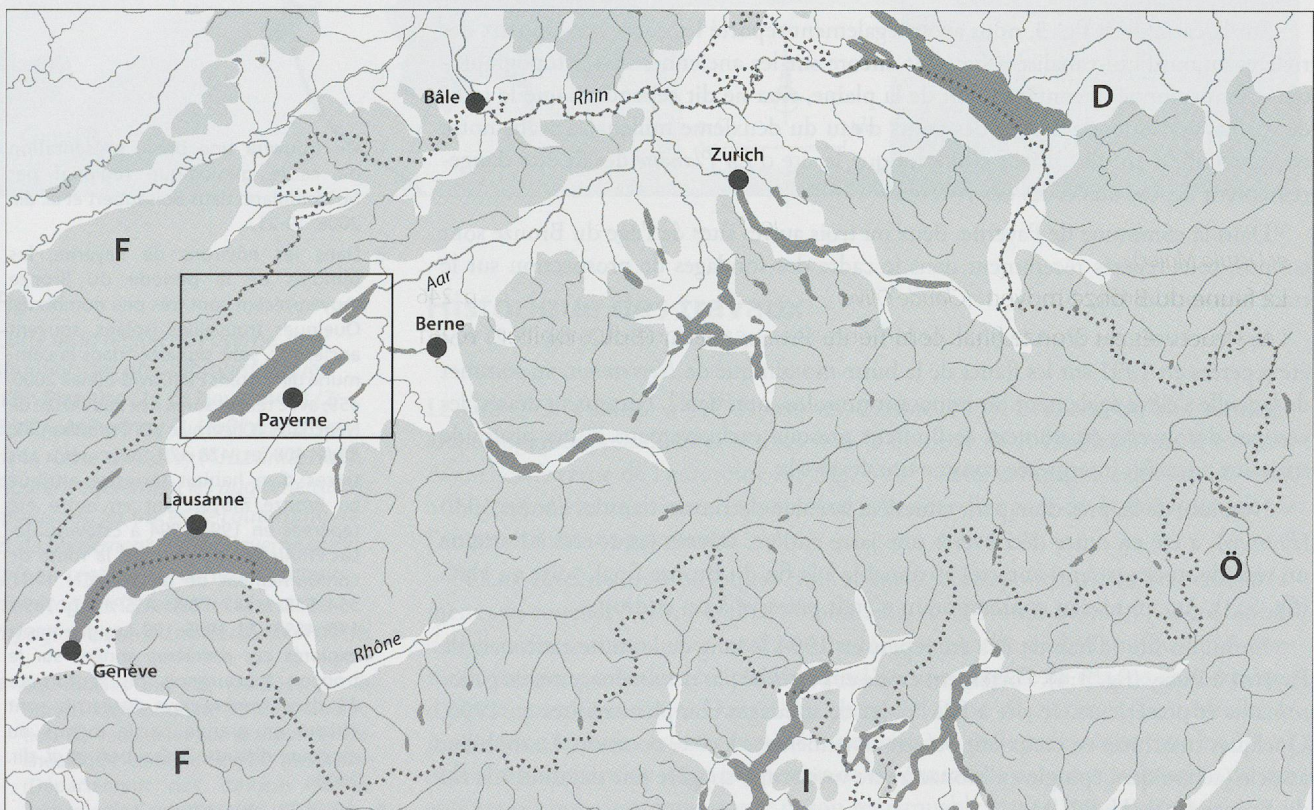 Bâle
Rhin
D
Zurich
F
Aar
Berne
Payerne
Lausanne
Ö
Rhône
Genève
F
I